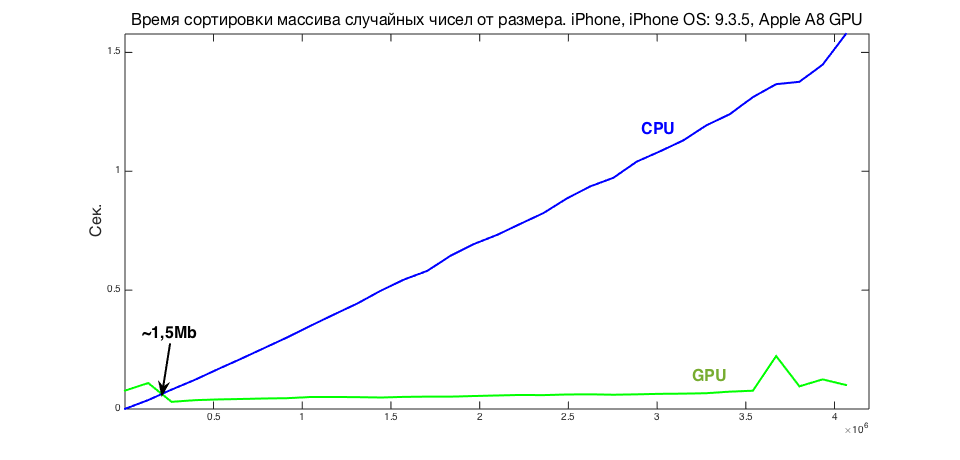 Время сортировки массива случайных чисел от размера. iPhone, iPhone OS: 9.3.5, Apple A8 GPU
1.5
CPU
1
Сек.
0.5
~1,5Mb
GPU
0
0.5
1
1.5
2
2.5
3
3.5
4
×10⁶